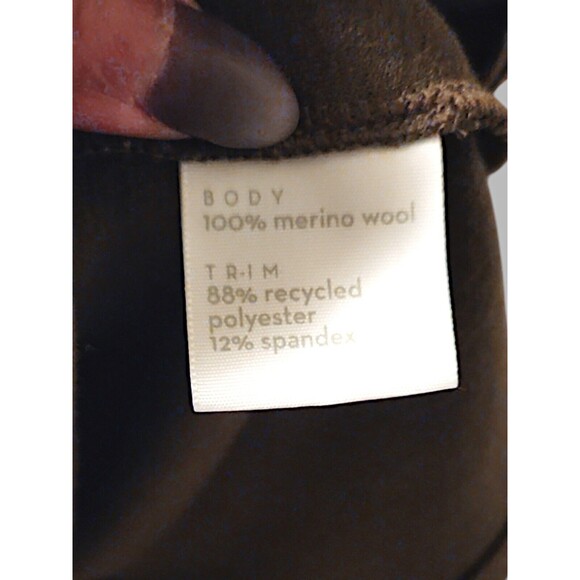 BODY
100% merino wool
TRIM
88% recycled
polyester
12% spandex